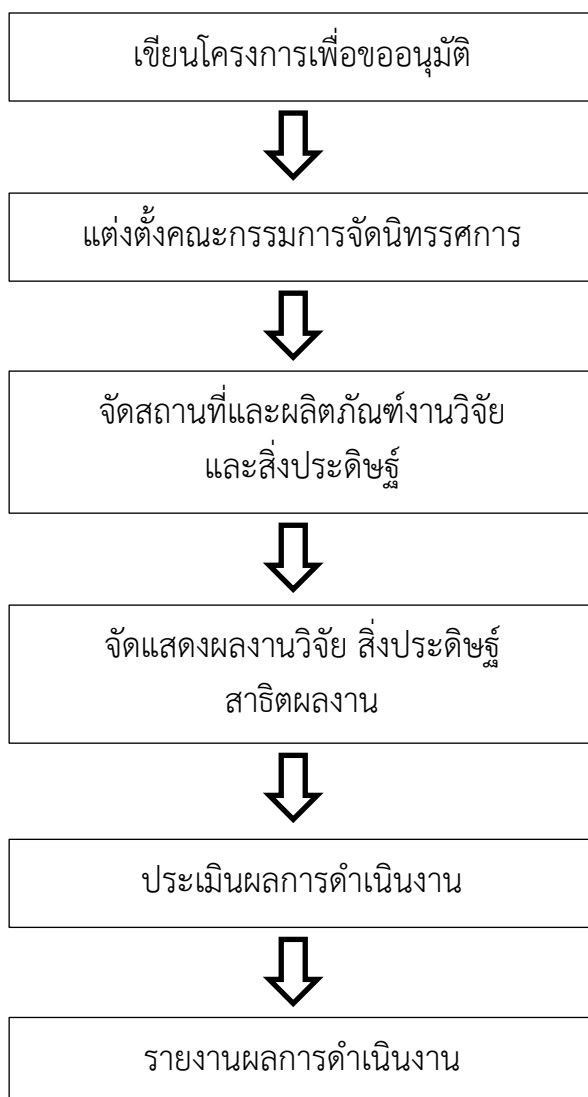 เขียนโครงการเพื่อขออนุมัติ
แต่งตั้งคณะกรรมการจัดนิทรรศการ
จัดสถานที่และผลิตภัณฑ์งานวิจัย
และสิ่งประดิษฐ์
จัดแสดงผลงานวิจัย สิ่งประดิษฐ์
สาธิตผลงาน
ประเมินผลการดำเนินงาน
รายงานผลการดำเนินงาน